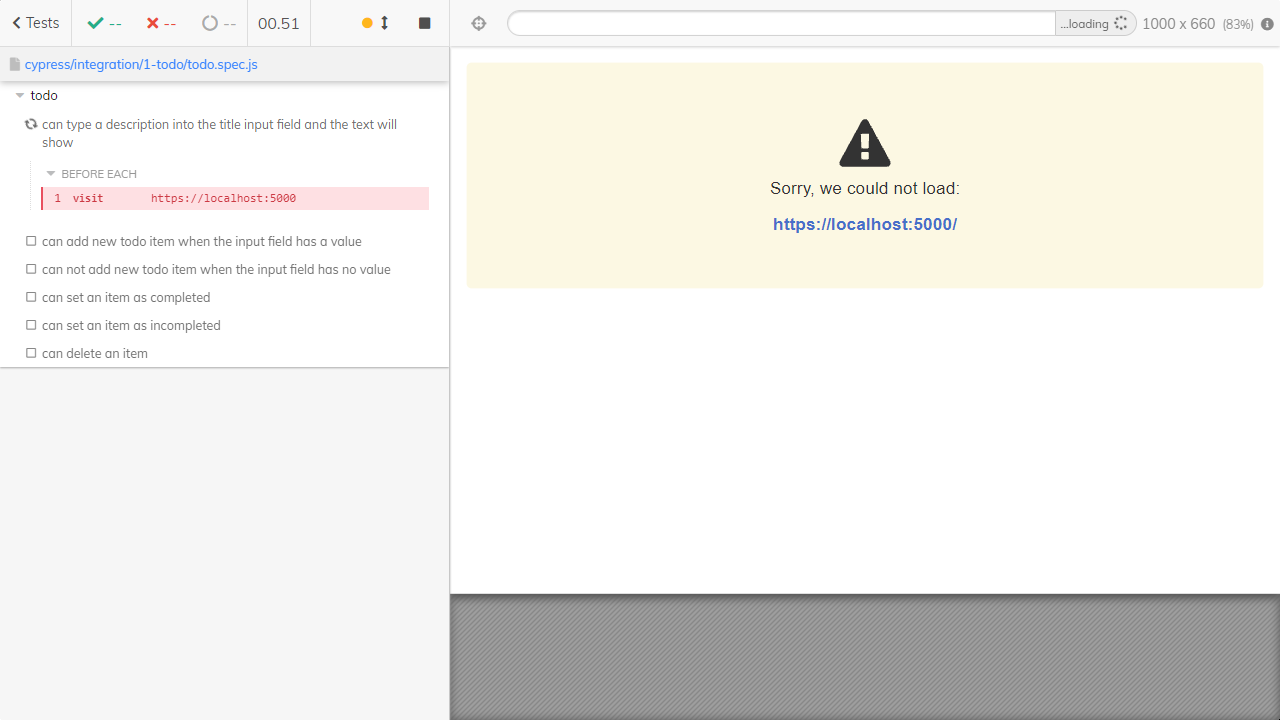 Tests -- -- -- 00.51 ...loading 1000 x 660 (83%)
cypress/integration/1-todo/todo.spec.js
todo
can type a description into the title input field and the text will
show
BEFORE EACH
1 visit https://localhost:5000
can add new todo item when the input field has a value
can not add new todo item when the input field has no value
can set an item as completed
can set an item as incompleted
can delete an item
Sorry, we could not load:
https://localhost:5000/